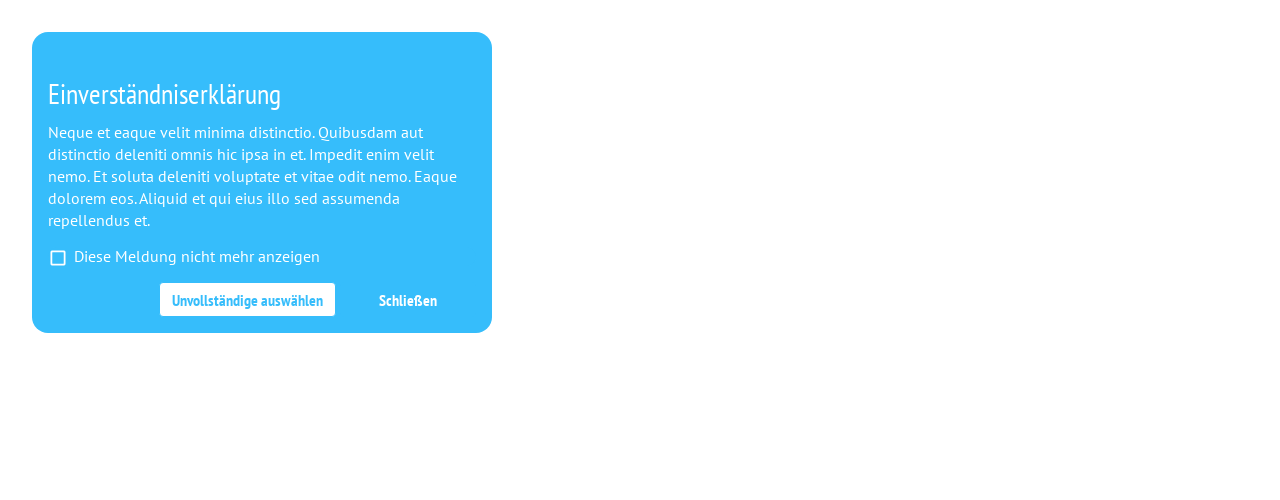 Einverständniserklärung
Neque et eaque velit minima distinctio. Quibusdam aut
distinctio deleniti omnis hic ipsa in et. Impedit enim velit
nemo. Et soluta deleniti voluptate et vitae odit nemo. Eaque
dolorem eos. Aliquid et qui eius illo sed assumenda
repellendus et.
Diese Meldung nicht mehr anzeigen
Unvollständige auswählen
Schließen